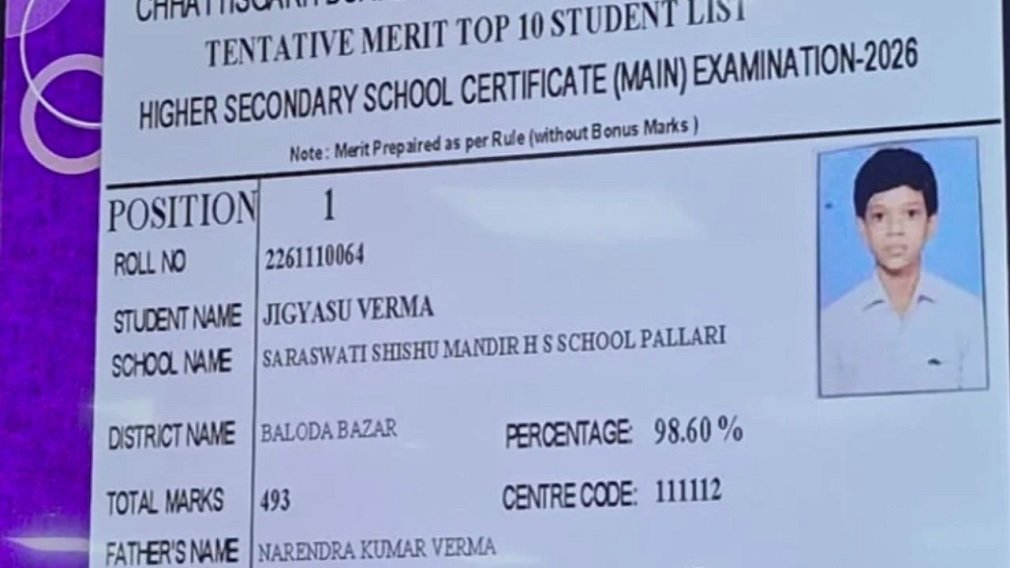 CHHATTISGARH
TENTATIVE MERIT TOP 10 STUDENT LIST
HIGHER SECONDARY SCHOOL CERTIFICATE (MAIN) EXAMINATION-2026
Note : Merit Prepaired as per Rule (without Bonus Marks )
POSITION 1
ROLL NO 2261110064
STUDENT NAME JIGYASU VERMA
SCHOOL NAME SARASWATI SHISHU MANDIR H S SCHOOL PALLARI
DISTRICT NAME BALODA BAZAR PERCENTAGE: 98.60 %
TOTAL MARKS 493 CENTRE CODE: 111112
FATHER'S NAME NARENDRA KUMAR VERMA